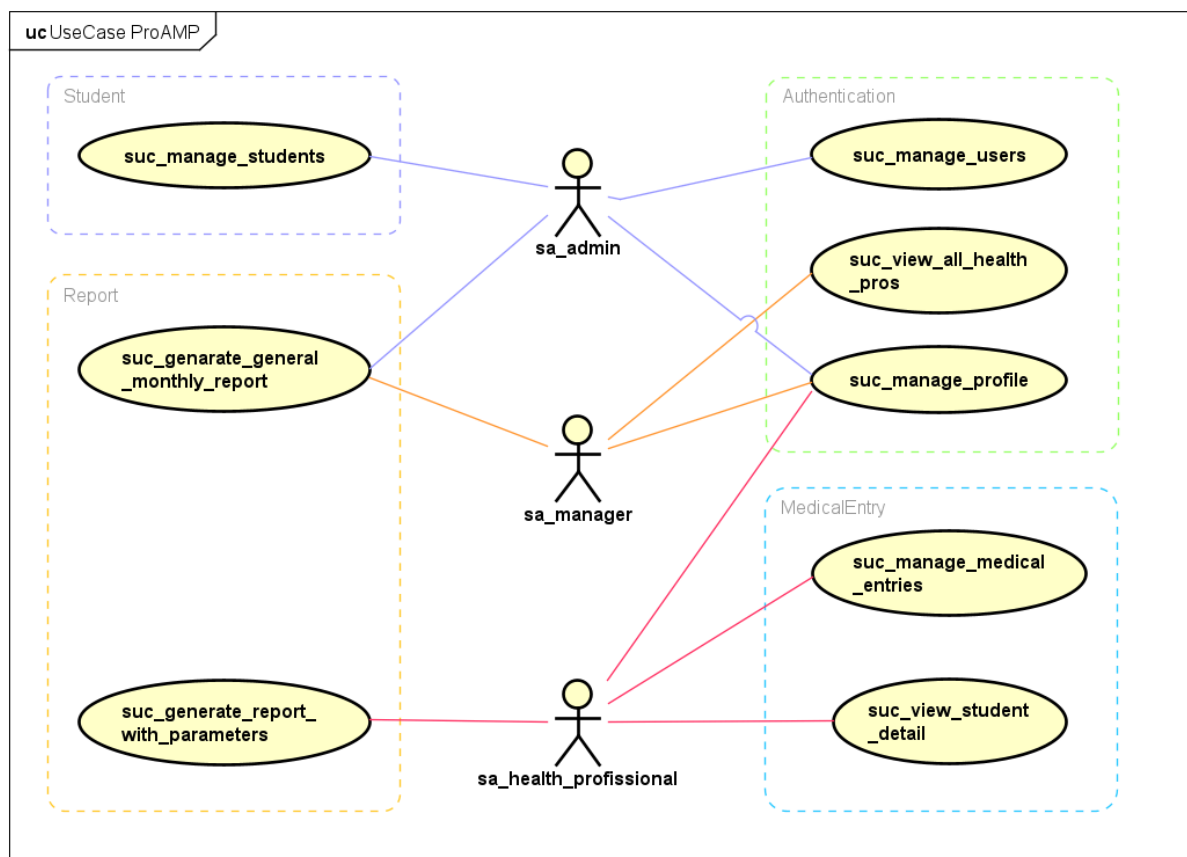 uc UseCase ProAMP
Student
suc_manage_students
Report
suc_genarate_general
_monthly_report
suc_generate_report_
with_parameters
sa_admin
sa_manager
sa_health_profissional
Authentication
suc_manage_users
suc_view_all_health
_pros
suc_manage_profile
MedicalEntry
suc_manage_medical
_entries
suc_view_student
_detail